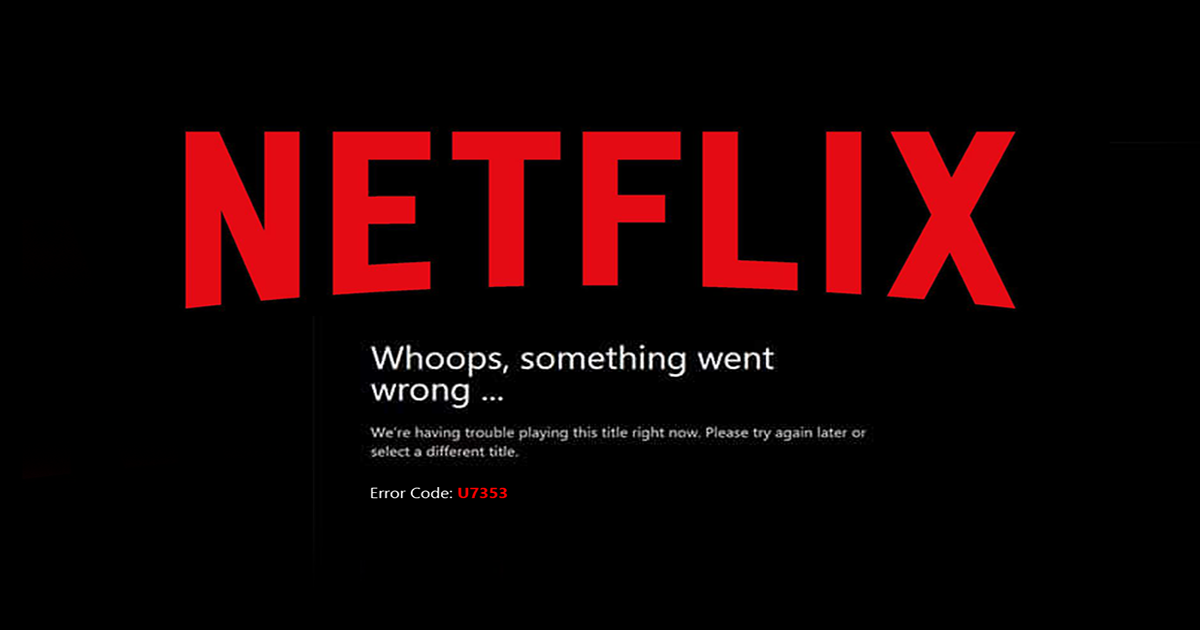 NETFLIX
Whoops, something went
wrong ...
We're having trouble playing this title right now. Please try again later or
select a different title.
Error Code: U7353